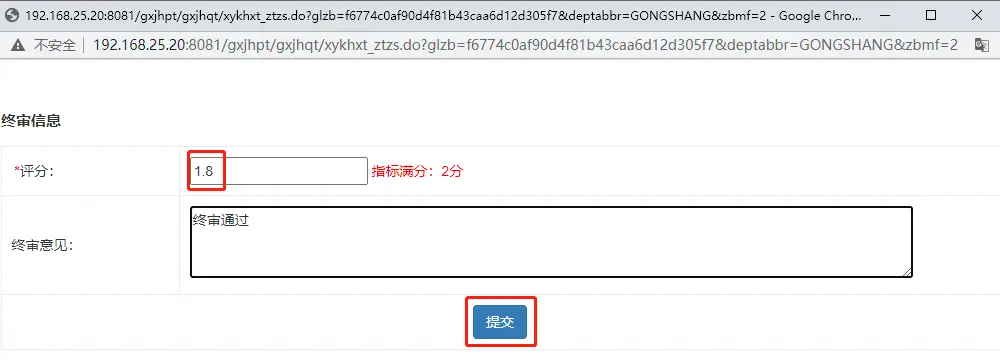 192.168.25.20:8081/gxjhpt/gxjhqt/xykhxt_ztzs.do?glzb=f6774c0af90d4f81b43caa6d12d305f7&deptabbr=GONGSHANG&zbmf=2 - Google Chro...
不安全 192.168.25.20:8081/gxjhpt/gxjhqt/xykhxt_ztzs.do?glzb=f6774c0af90d4f81b43caa6d12d305f7&deptabbr=GONGSHANG&zbmf=2
终审信息
*评分: 1.8 指标满分：2分
终审意见: 终审通过
提交